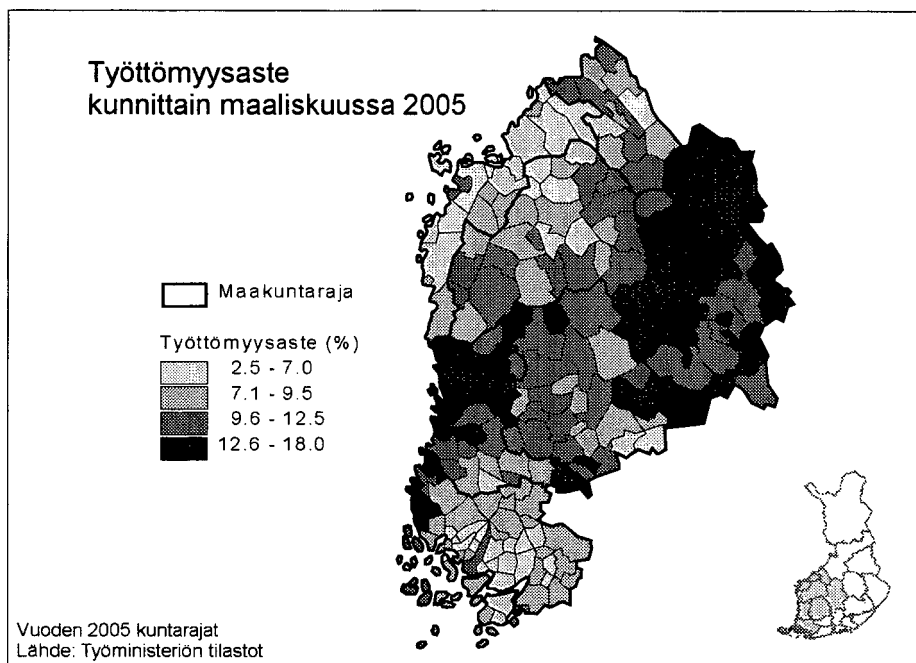 Työttömyysaste
kunnittain maaliskuussa 2005
Maakuntaraja
Työttömyysaste (%)
2.5 - 7.0
7.1 - 9.5
9.6 - 12.5
12.6 - 18.0
Vuoden 2005 kuntarajat
Lähde: Työministeriön tilastot